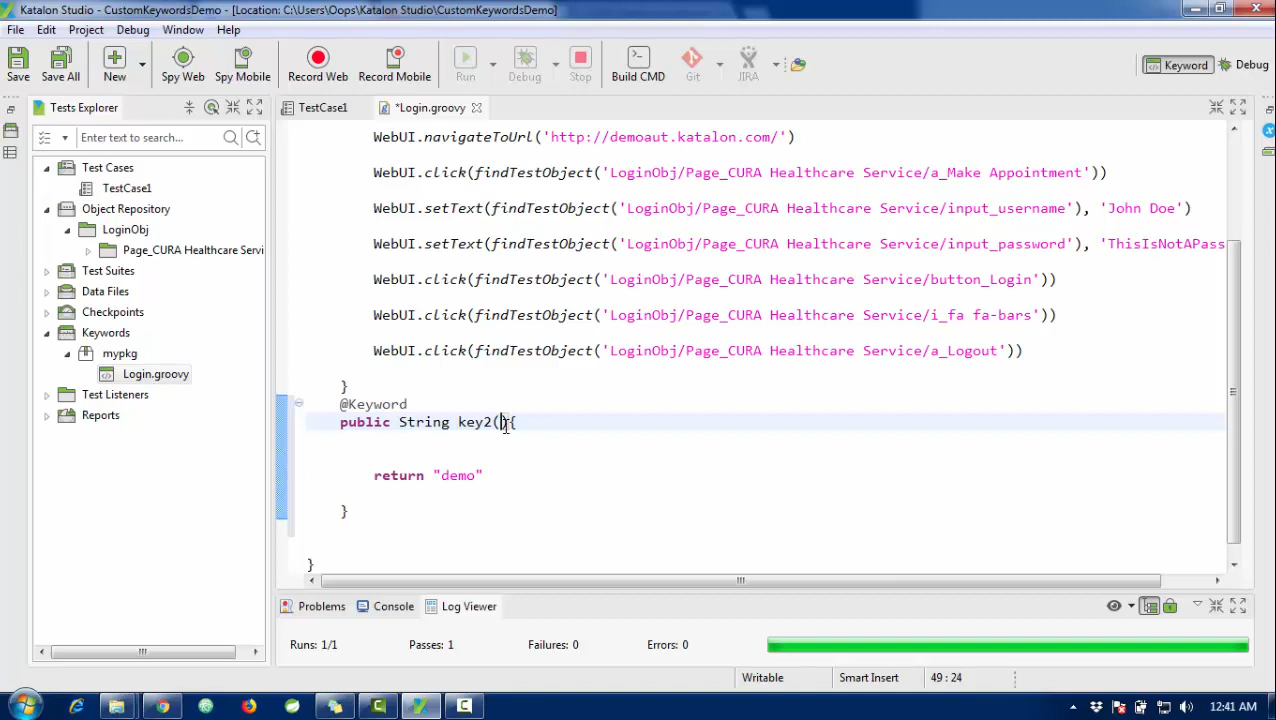 Katalon Studio - CustomKeywordsDemo - [Location: C:\Users\Oops\Katalon Studio\CustomKeywordsDemo]
File Edit Project Debug Window Help
Save Save All New Spy Web Spy Mobile Record Web Record Mobile Run Debug Stop Build CMD Git JIRA Keyword Debug
Tests Explorer
TestCase1 *Login.groovy
Enter text to search...
Test Cases
TestCase1
Object Repository
LoginObj
Page_CURA Healthcare Servi
Test Suites
Data Files
Checkpoints
Keywords
mypkg
Login.groovy
Test Listeners
Reports
WebUI.navigateToUrl('http://demoaut.katalon.com/')
WebUI.click(findTestObject('LoginObj/Page_CURA Healthcare Service/a_Make Appointment'))
WebUI.setText(findTestObject('LoginObj/Page_CURA Healthcare Service/input_username'), 'John Doe')
WebUI.setText(findTestObject('LoginObj/Page_CURA Healthcare Service/input_password'), 'ThisIsNotAPass
WebUI.click(findTestObject('LoginObj/Page_CURA Healthcare Service/button_Login'))
WebUI.click(findTestObject('LoginObj/Page_CURA Healthcare Service/i_fa fa-bars'))
WebUI.click(findTestObject('LoginObj/Page_CURA Healthcare Service/a_Logout'))
}
@Keyword
public String key2(){
return "demo"
}
}
Problems Console Log Viewer
Runs: 1/1 Passes: 1 Failures: 0 Errors: 0
Writable Smart Insert 49 : 24
12:41 AM